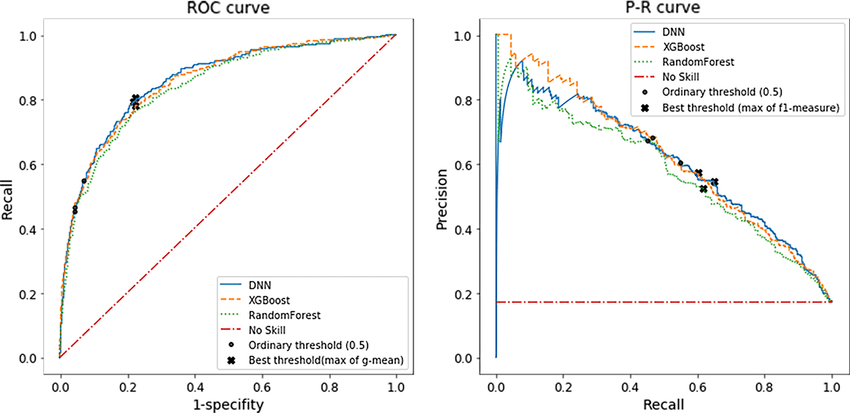 ROC curve
1.0
0.8
0.6
0.4
0.2
0.0
Recall
0.0 0.2 0.4 0.6 0.8 1.0
1-specifity
DNN
XGBoost
RandomForest
No Skill
Ordinary threshold (0.5)
Best threshold(max of g-mean)
P-R curve
1.0
0.8
0.6
0.4
0.2
0.0
Precision
0.0 0.2 0.4 0.6 0.8 1.0
Recall
DNN
XGBoost
RandomForest
No Skill
Ordinary threshold (0.5)
Best threshold (max of f1-measure)